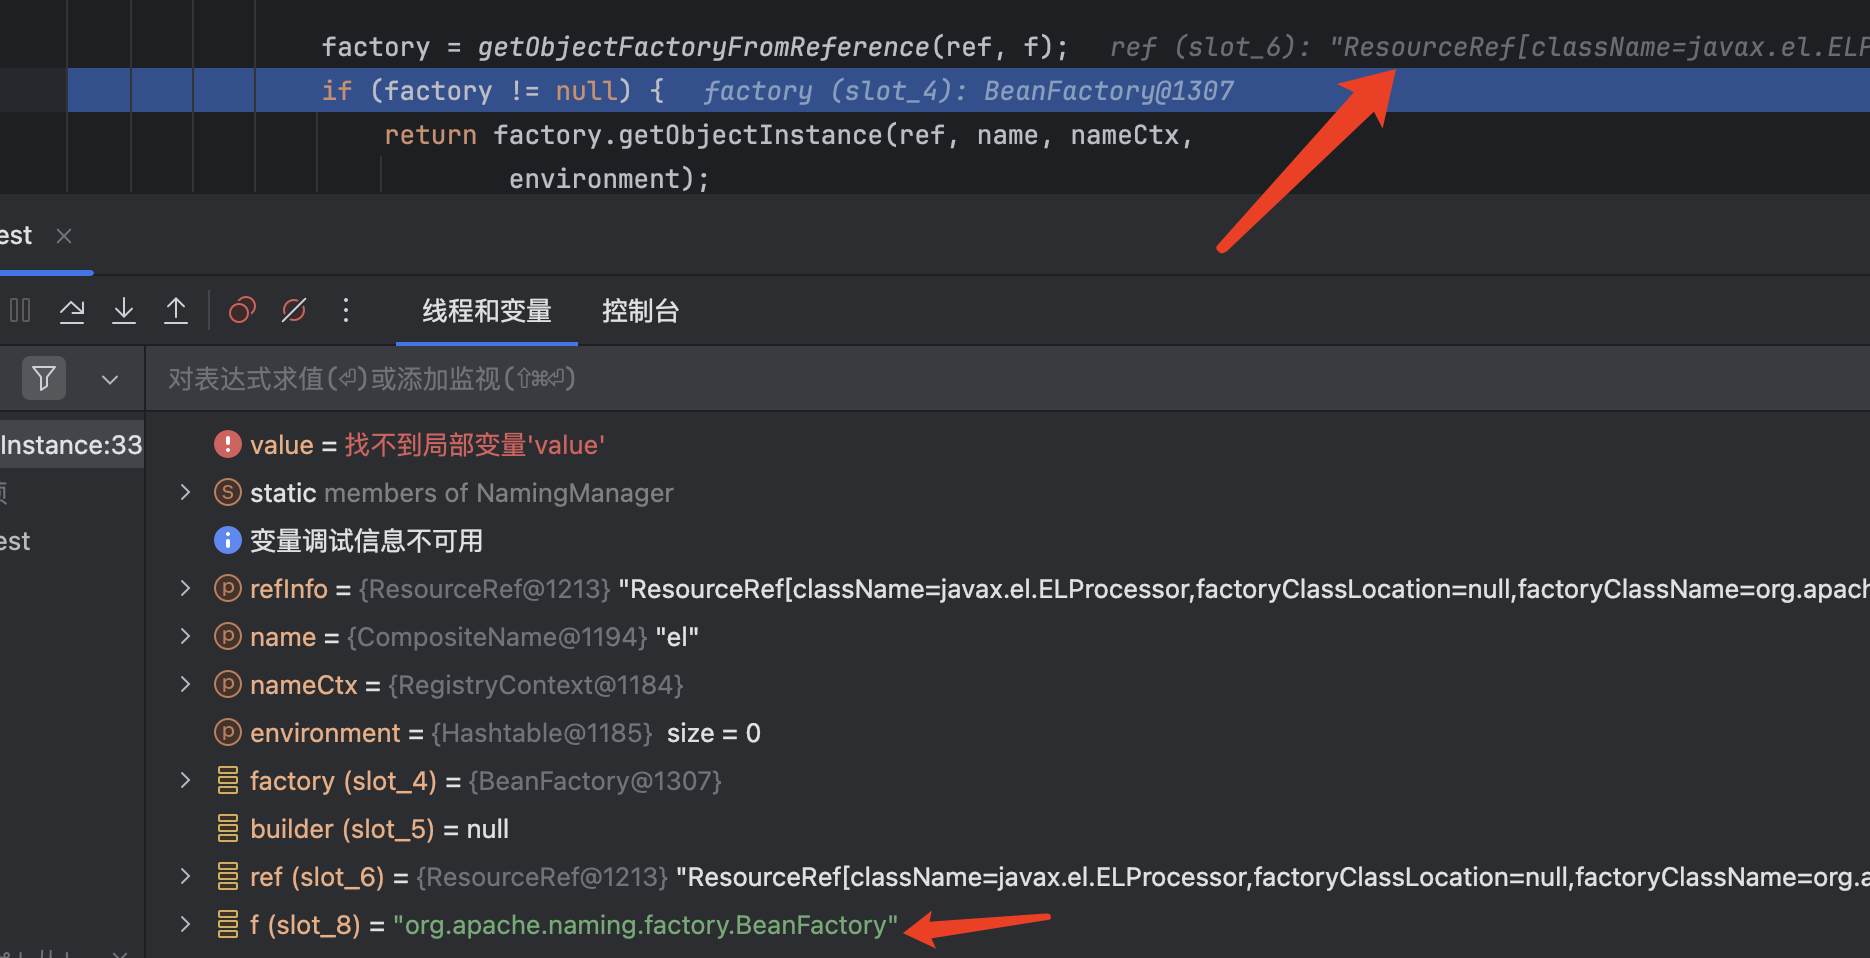 factory = getObjectFactoryFromReference(ref, f);   ref (slot_6): "ResourceRef[className=javax.el.ELP
if (factory != null) {   factory (slot_4): BeanFactory@1307
return factory.getObjectInstance(ref, name, nameCtx,
environment);
est
线程和变量 控制台
对表达式求值(⏎)或添加监视(⇧⌘⏎)
Instance:33
value = 找不到局部变量'value'
static members of NamingManager
est
变量调试信息不可用
refInfo = {ResourceRef@1213} "ResourceRef[className=javax.el.ELProcessor,factoryClassLocation=null,factoryClassName=org.apach
name = {CompositeName@1194} "el"
nameCtx = {RegistryContext@1184}
environment = {Hashtable@1185}  size = 0
factory (slot_4) = {BeanFactory@1307}
builder (slot_5) = null
ref (slot_6) = {ResourceRef@1213} "ResourceRef[className=javax.el.ELProcessor,factoryClassLocation=null,factoryClassName=org.a
f (slot_8) = "org.apache.naming.factory.BeanFactory"